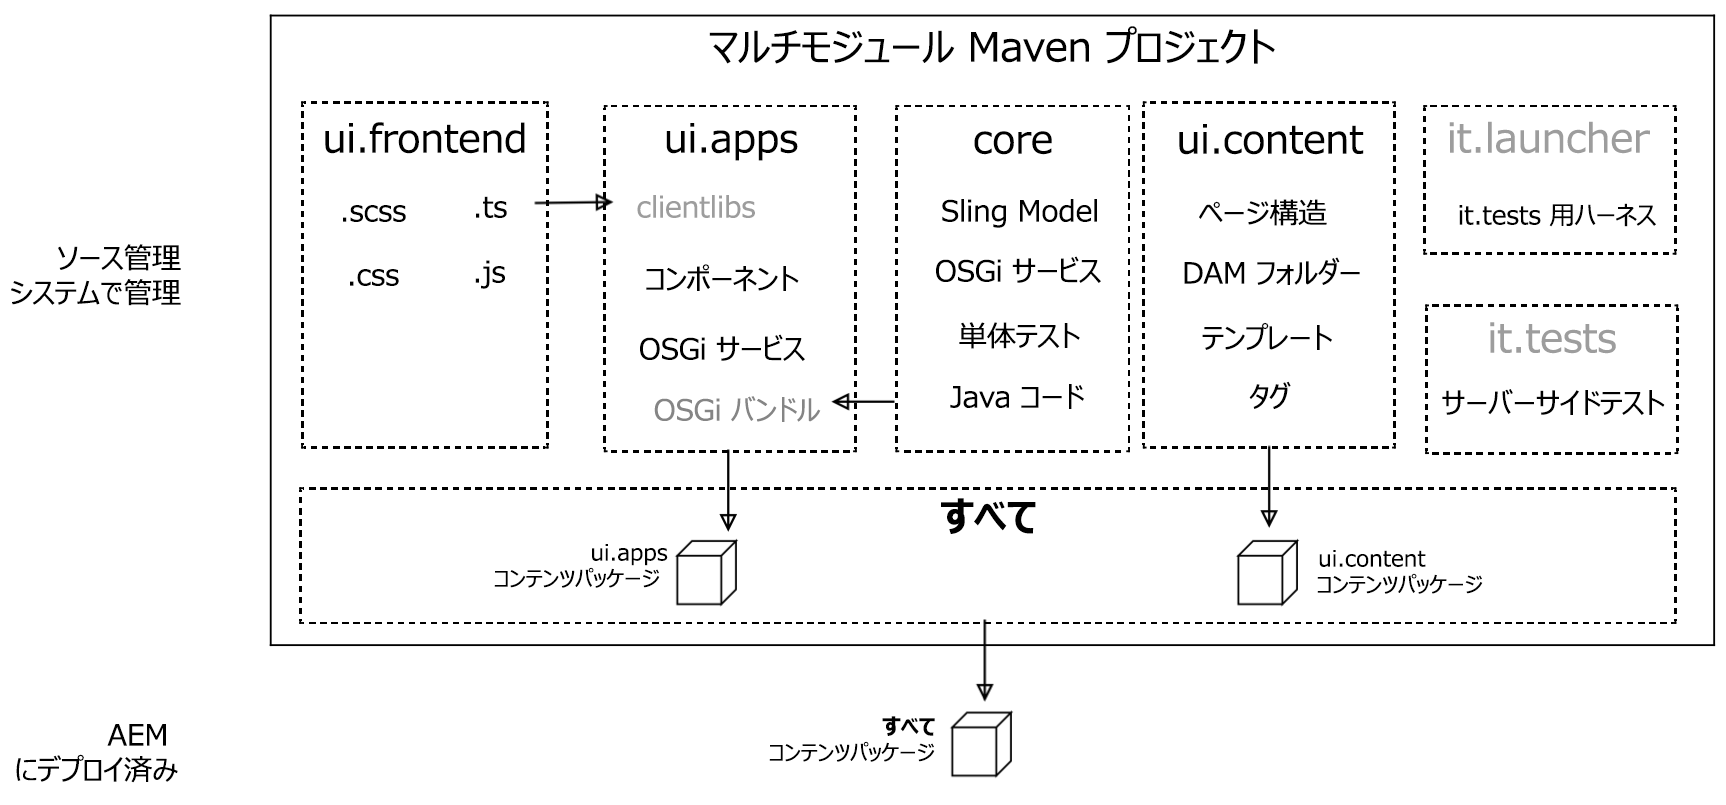 マルチモジュール Maven プロジェクト
ソース管理
システムで管理
ui.frontend
.scss
.ts
.css
.js
ui.apps
clientlibs
コンポーネント
OSGi サービス
OSGi バンドル
core
Sling Model
OSGi サービス
単体テスト
Java コード
ui.content
ページ構造
DAM フォルダー
テンプレート
タグ
it.launcher
it.tests 用ハーネス
it.tests
サーバーサイドテスト
すべて
ui.apps
コンテンツパッケージ
ui.content
コンテンツパッケージ
AEM
にデプロイ済み
すべて
コンテンツパッケージ